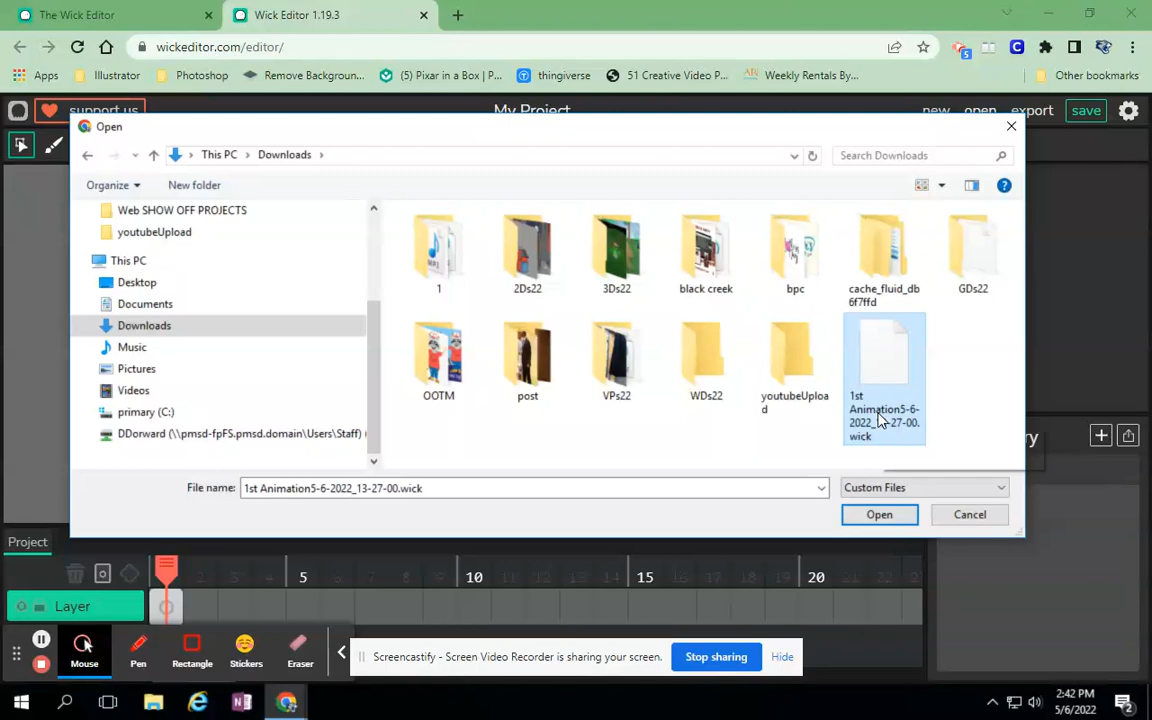 The Wick Editor
Wick Editor 1.19.3
wickeditor.com/editor/
5
Apps
Illustrator
Photoshop
Remove Backgroun...
(5) Pixar in a Box | P...
thingiverse
51 Creative Video P...
Weekly Rentals By...
Other bookmarks
support us
My Project
new
open
export
save
Open
This PC
Downloads
Search Downloads
Organize
New folder
Web SHOW OFF PROJECTS
youtubeUpload
This PC
Desktop
Documents
Downloads
Music
Pictures
Videos
primary (C:)
DDorward (\\pmsd-fpFS.pmsd.domain\Users\Staff) (
1
2Ds22
3Ds22
black creek
bpc
cache_fluid_db
6f7ffd
GDs22
OOTM
post
VPs22
WDs22
youtubeUploa
d
1st
Animation5-6-
2022_13-27-00.
wick
File name:
1st Animation5-6-2022_13-27-00.wick
Custom Files
Open
Cancel
Project
5
10
15
20
Layer
Mouse
Pen
Rectangle
Stickers
Eraser
Screencastify - Screen Video Recorder is sharing your screen.
Stop sharing
Hide
2:42 PM
5/6/2022
2